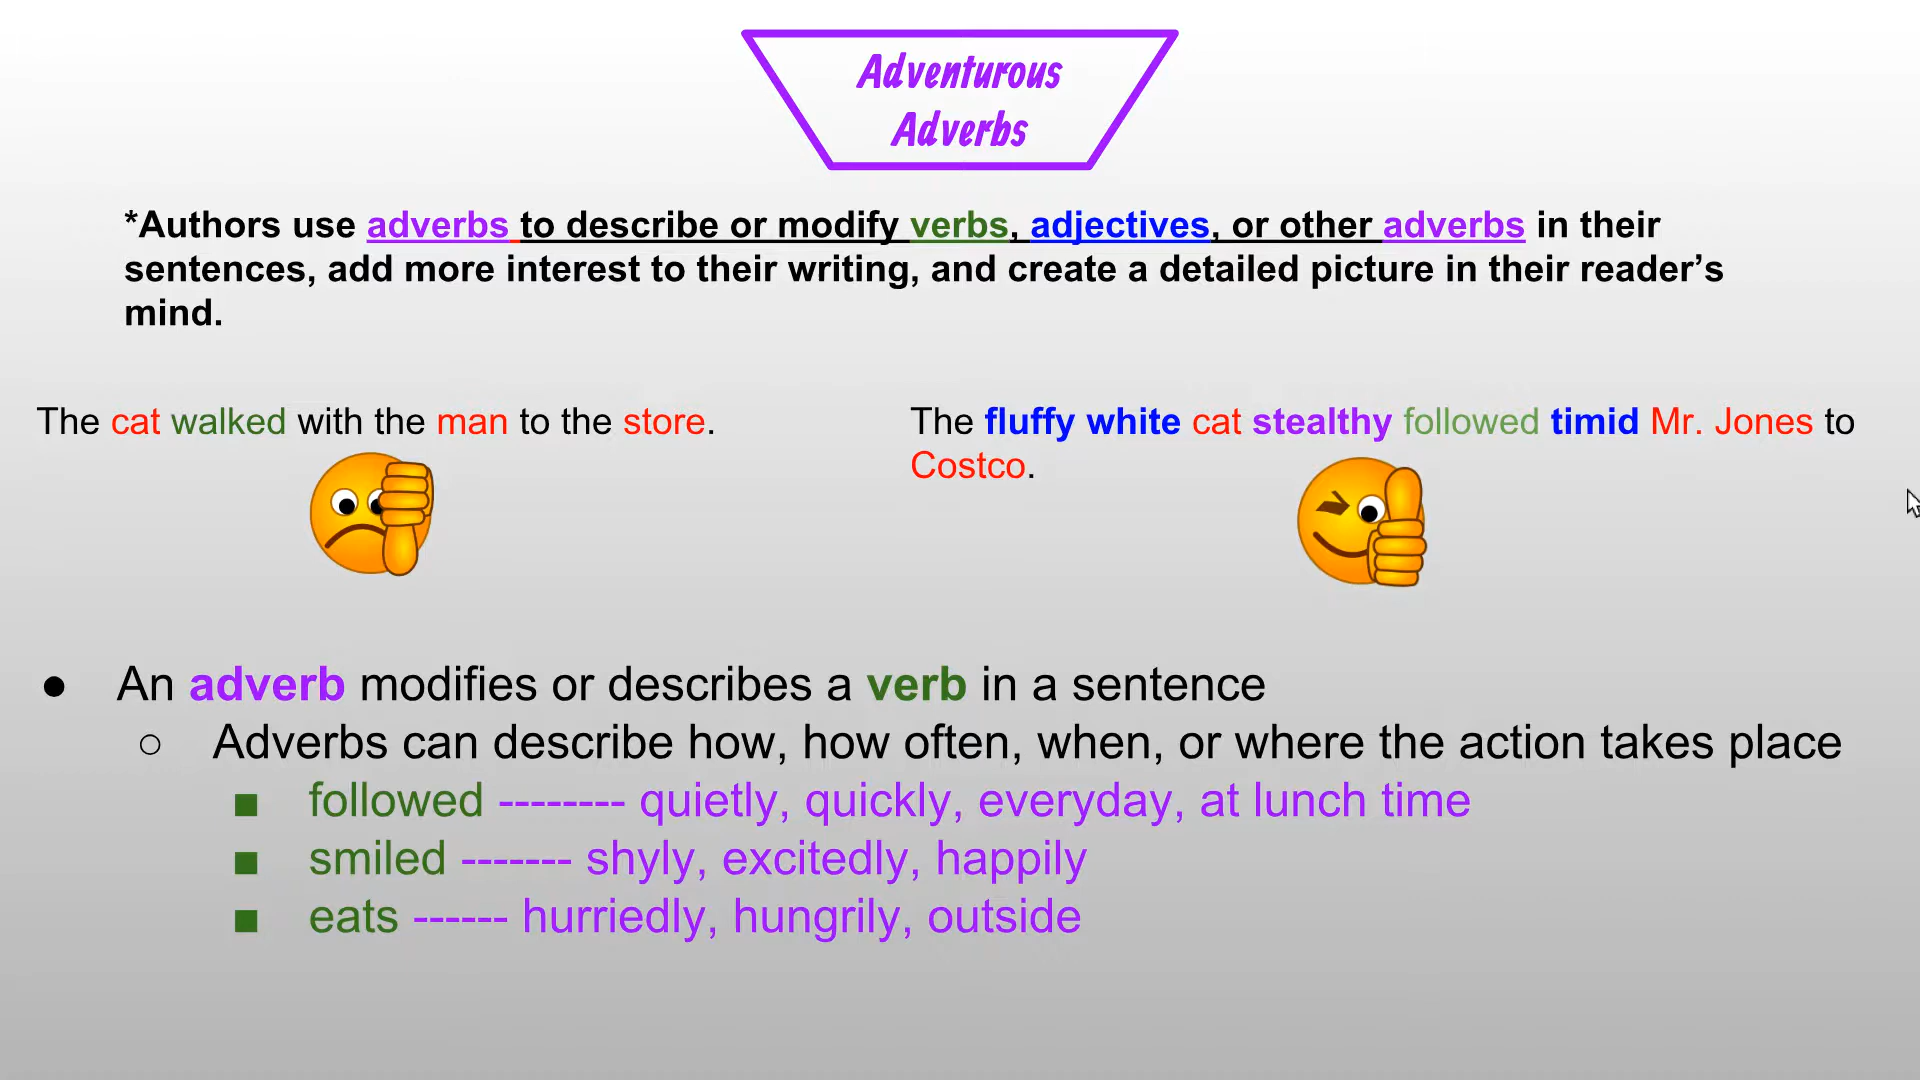 Adventurous
Adverbs
*Authors use adverbs to describe or modify verbs, adjectives, or other adverbs in their
sentences, add more interest to their writing, and create a detailed picture in their reader’s
mind.
The cat walked with the man to the store.
The fluffy white cat stealthy followed timid Mr. Jones to
Costco.
● An adverb modifies or describes a verb in a sentence
○ Adverbs can describe how, how often, when, or where the action takes place
■ followed -------- quietly, quickly, everyday, at lunch time
■ smiled ------- shyly, excitedly, happily
■ eats ------ hurriedly, hungrily, outside